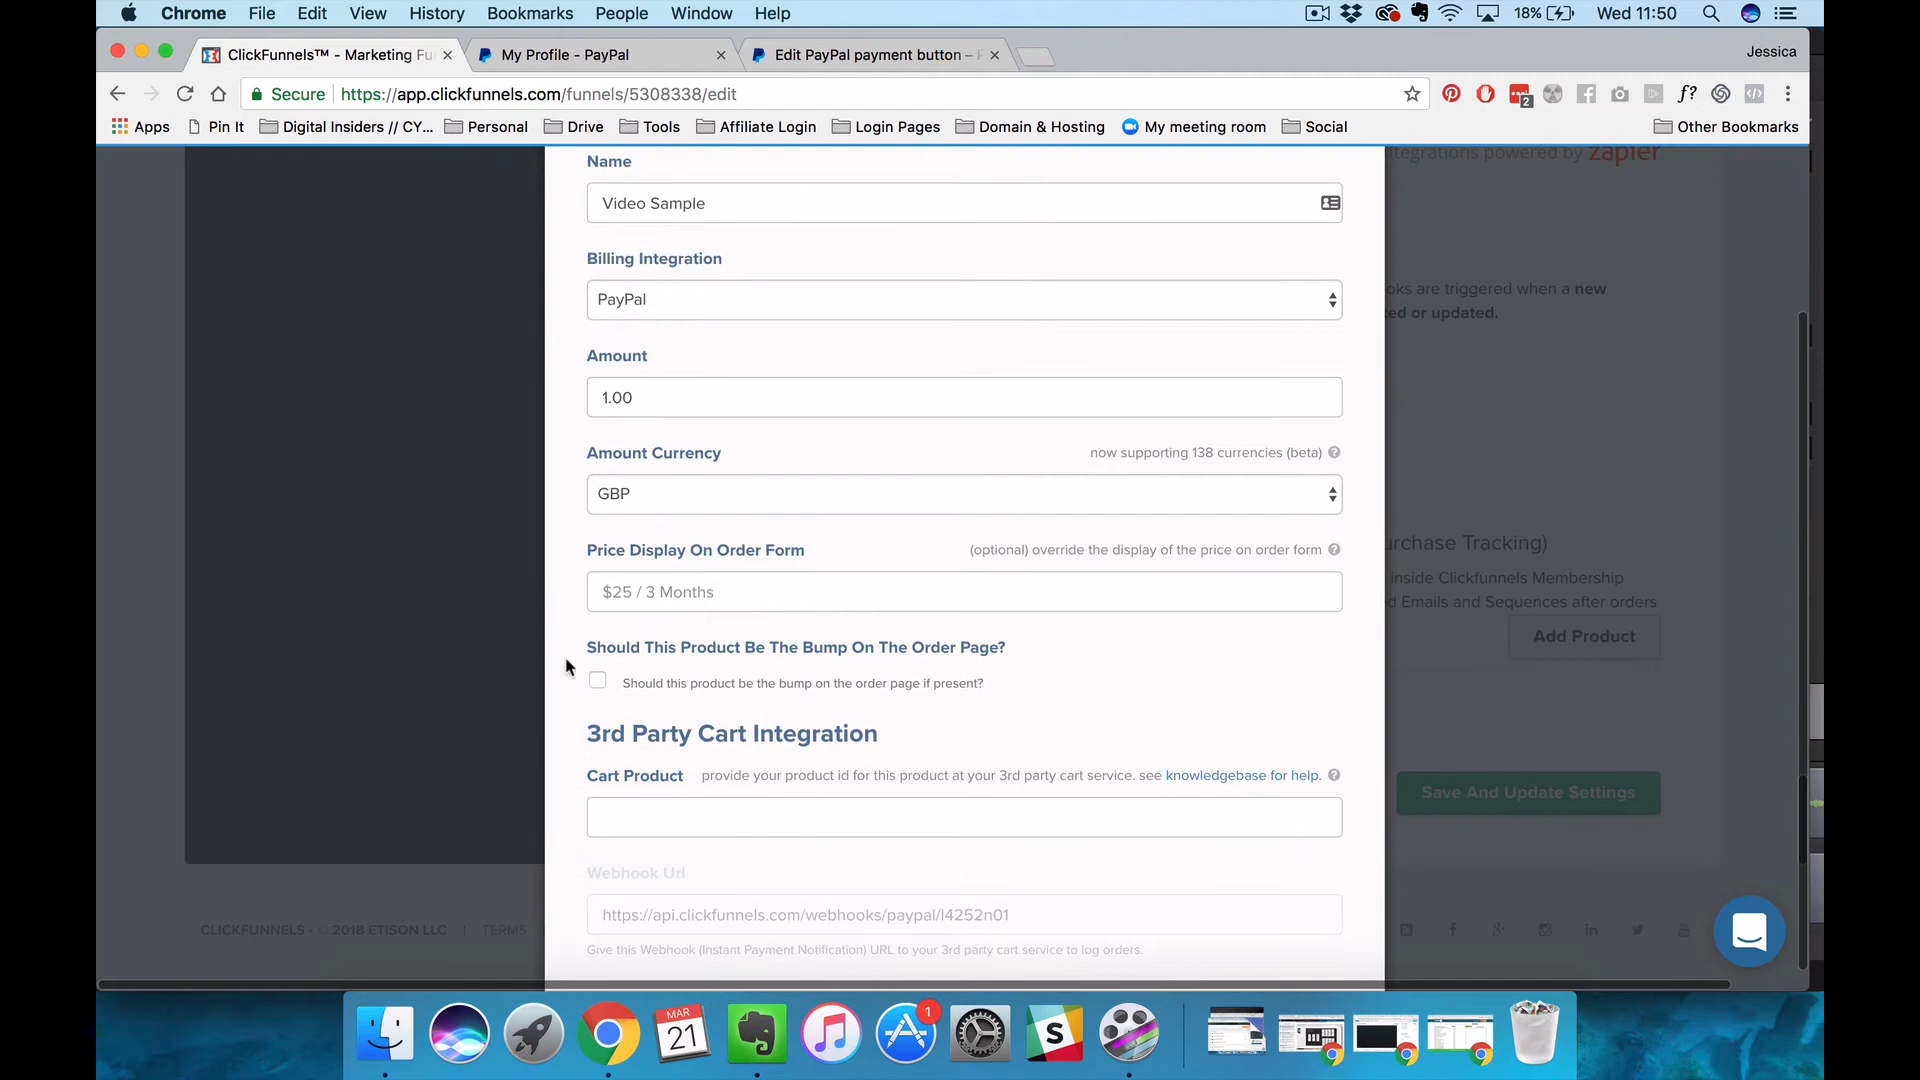 Chrome File Edit View History Bookmarks People Window Help 18% Wed 11:50
ClickFunnels™ - Marketing Fu
My Profile - PayPal
Edit PayPal payment button –
Jessica
Secure https://app.clickfunnels.com/funnels/5308338/edit
2 f?
Apps Pin It Digital Insiders // CY... Personal Drive Tools Affiliate Login Login Pages Domain & Hosting My meeting room Social Other Bookmarks
Name
ntegrations powered by zapier
Video Sample
Billing Integration
PayPal
oks are triggered when a new
ted or updated.
Amount
1.00
Amount Currency now supporting 138 currencies (beta)
GBP
Price Display On Order Form (optional) override the display of the price on order form
$25 / 3 Months
urchase Tracking)
inside Clickfunnels Membership
d Emails and Sequences after orders
Add Product
Should This Product Be The Bump On The Order Page?
Should this product be the bump on the order page if present?
3rd Party Cart Integration
Cart Product provide your product id for this product at your 3rd party cart service. see knowledgebase for help.
Save And Update Settings
Webhook Url
https://api.clickfunnels.com/webhooks/paypal/l4252n01
Give this Webhook (Instant Payment Notification) URL to your 3rd party cart service to log orders.
CLICKFUNNELS - © 2018 ETISON LLC | TERMS
MAR
21
1
S